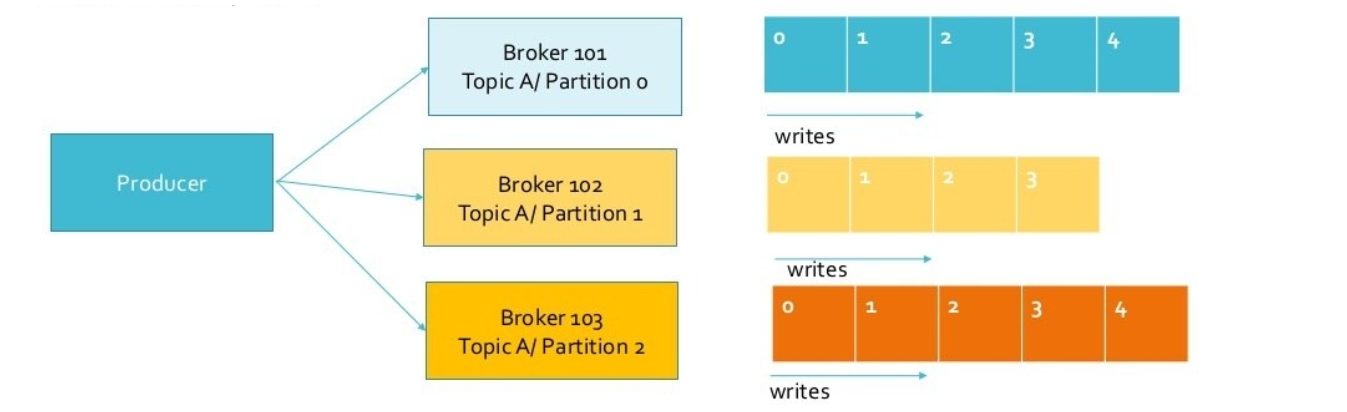 Producer
Broker 101
Topic A/ Partition 0
Broker 102
Topic A/ Partition 1
Broker 103
Topic A/ Partition 2
0 1 2 3 4
writes
0 1 2 3
writes
0 1 2 3 4
writes